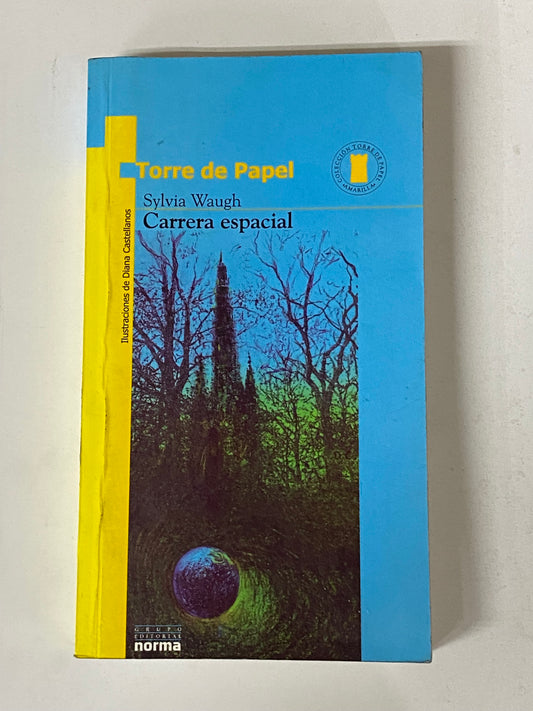 Torre de Papel
COLECCIÓN TORRE DE PAPEL
AMARILLA
Sylvia Waugh
Carrera espacial
Ilustraciones de Diana Castellanos
GRUPO
EDITORIAL
norma